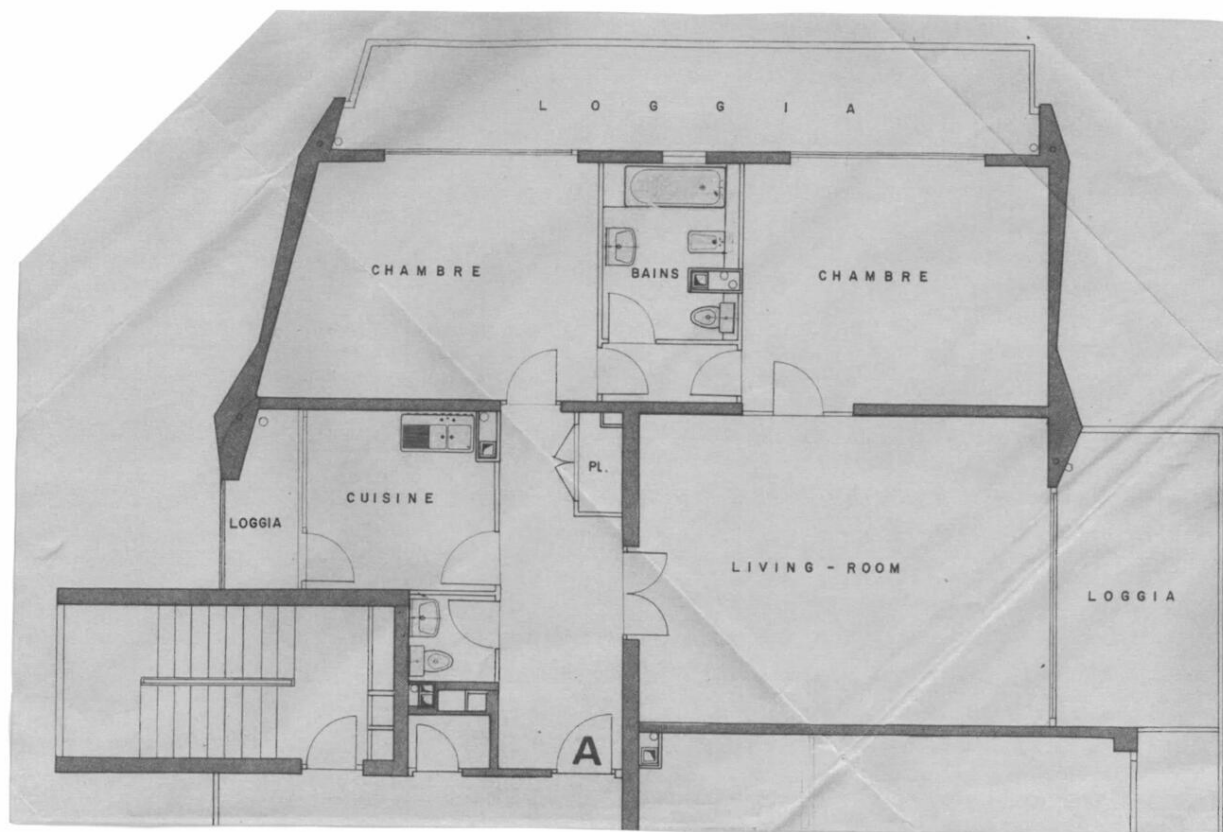 LOGGIA
CHAMBRE
BAINS
CHAMBRE
PL.
CUISINE
LOGGIA
LIVING - ROOM
LOGGIA
A